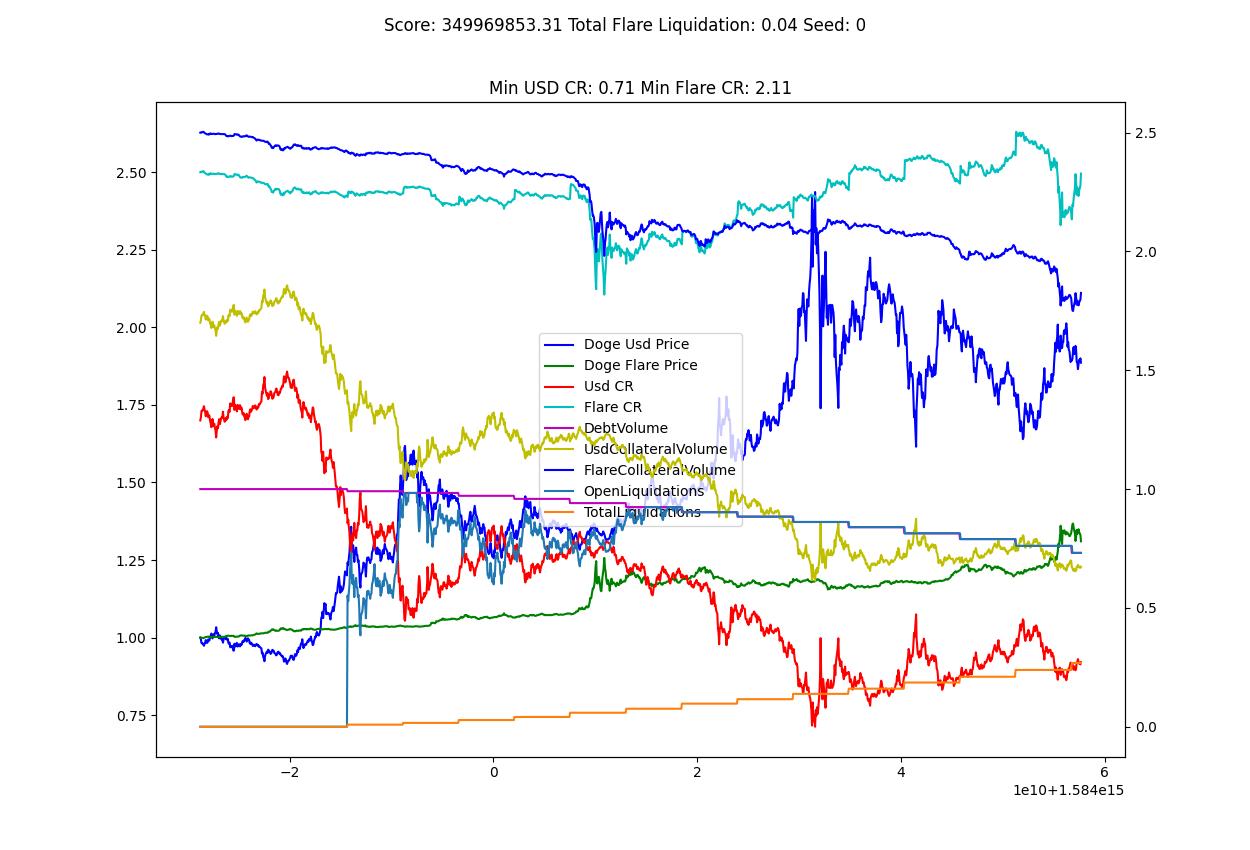 Score: 349969853.31 Total Flare Liquidation: 0.04 Seed: 0
Min USD CR: 0.71 Min Flare CR: 2.11
2.50
2.25
2.00
1.75
1.50
1.25
1.00
0.75
2.5
2.0
1.5
1.0
0.5
0.0
Doge Usd Price
Doge Flare Price
Usd CR
Flare CR
DebtVolume
UsdCollateralVolume
FlareCollateralVolume
OpenLiquidations
TotalLiquidations
−2 0 2 4 6
1e10+1.584e15